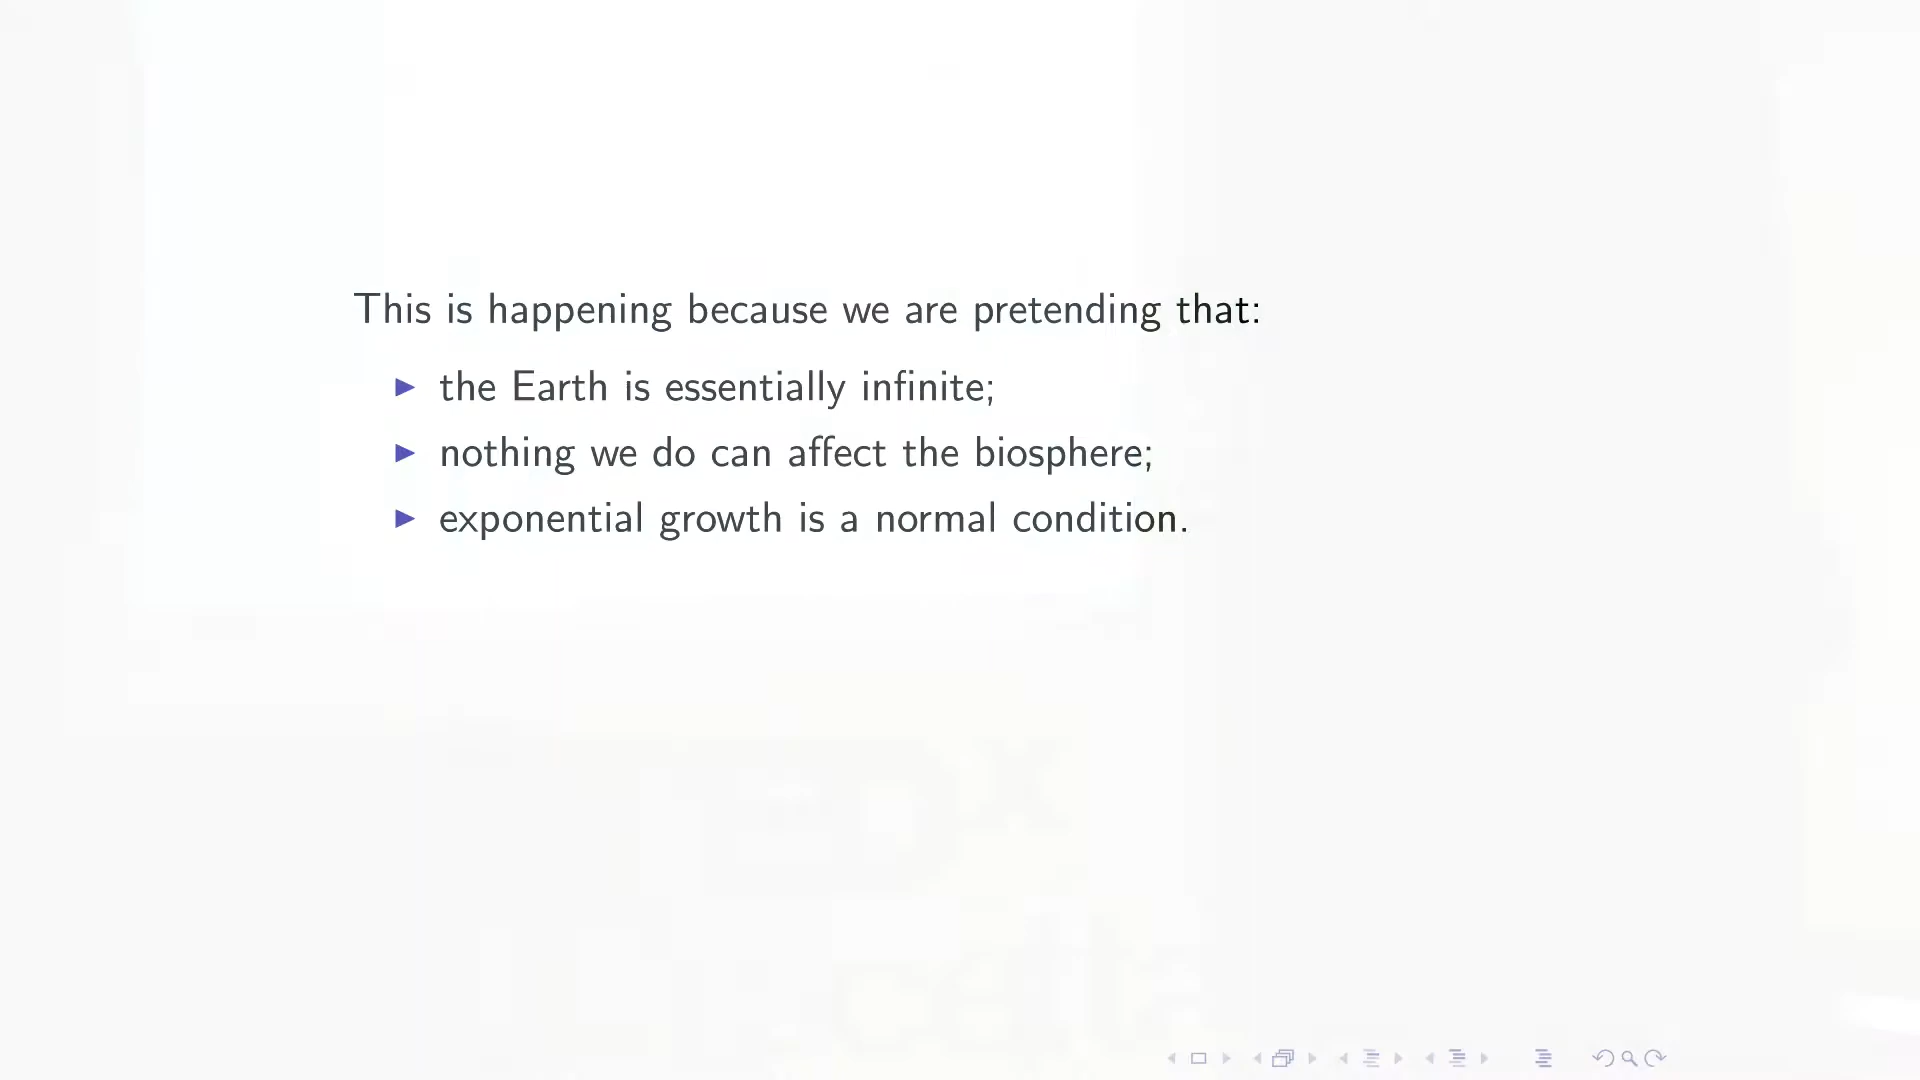 This is happening because we are pretending that:
the Earth is essentially infinite;
nothing we do can affect the biosphere;
exponential growth is a normal condition.